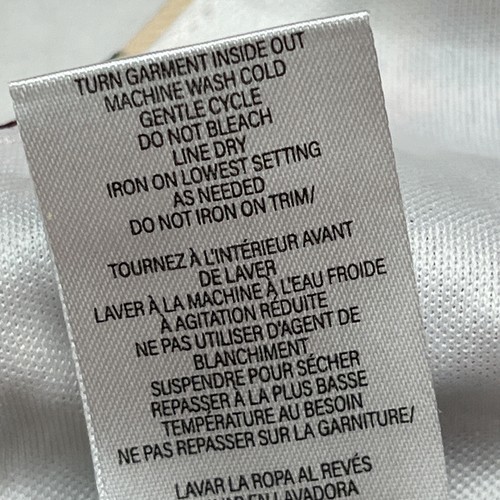 TURN GARMENT INSIDE OUT
MACHINE WASH COLD
GENTLE CYCLE
DO NOT BLEACH
LINE DRY
IRON ON LOWEST SETTING
AS NEEDED
DO NOT IRON ON TRIM/
TOURNEZ À L'INTÉRIEUR AVANT
DE LAVER
LAVER À LA MACHINE À L'EAU FROIDE
À AGITATION RÉDUITE
NE PAS UTILISER D'AGENT DE
BLANCHIMENT
SUSPENDRE POUR SÉCHER
REPASSER À LA PLUS BASSE
TEMPÉRATURE AU BESOIN
NE PAS REPASSER SUR LA GARNITURE/
LAVAR LA ROPA AL REVÉS
EN LAVADORA